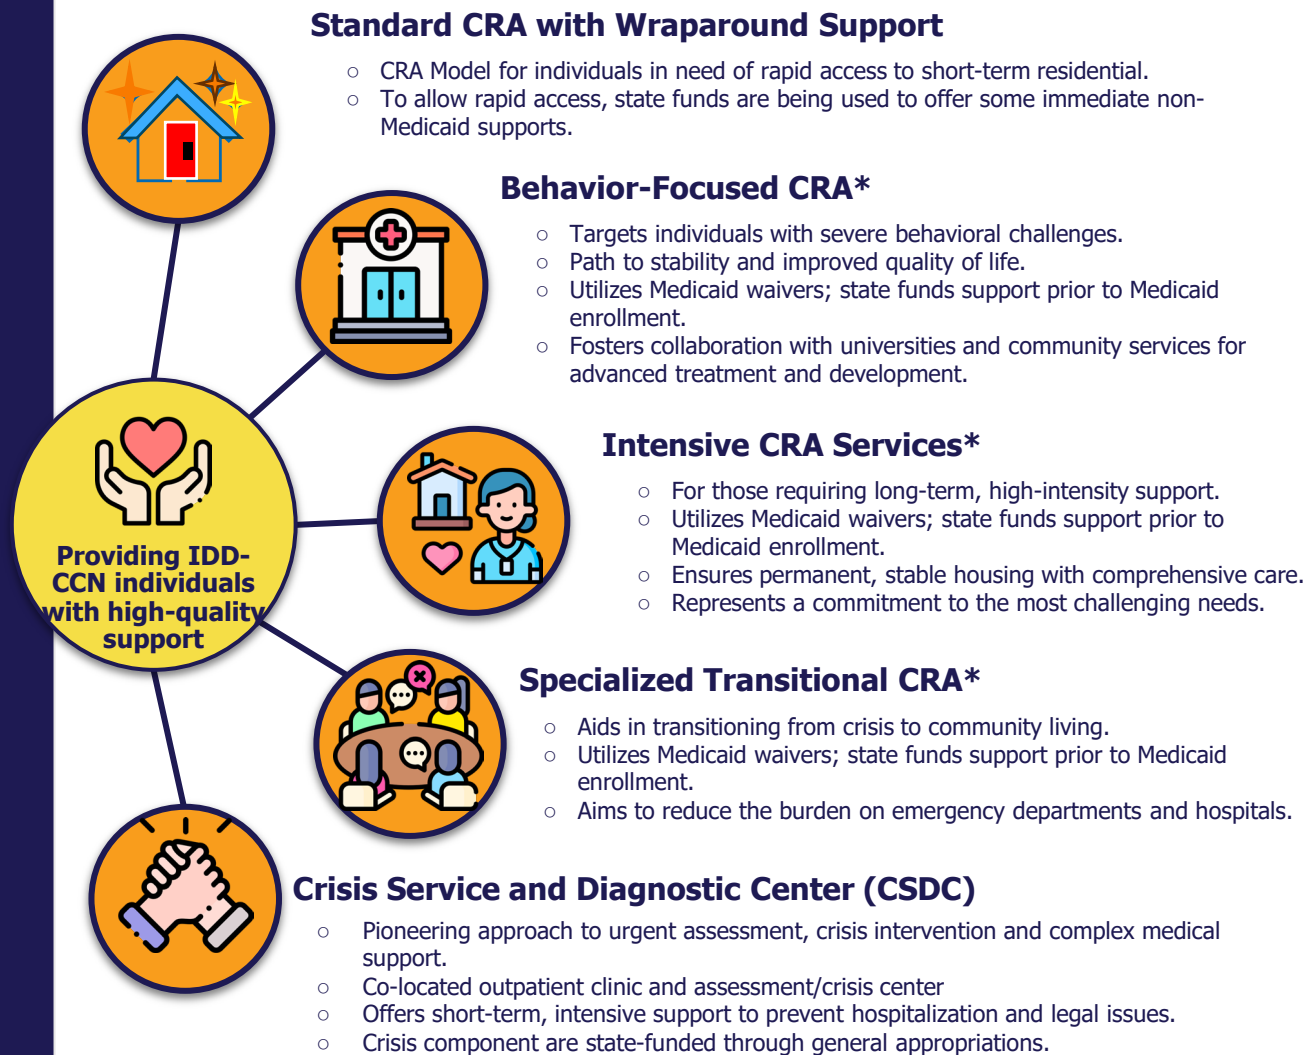 Standard CRA with Wraparound Support
○ CRA Model for individuals in need of rapid access to short-term residential.
○ To allow rapid access, state funds are being used to offer some immediate non-
Medicaid supports.
Behavior-Focused CRA*
○ Targets individuals with severe behavioral challenges.
○ Path to stability and improved quality of life.
○ Utilizes Medicaid waivers; state funds support prior to Medicaid
enrollment.
○ Fosters collaboration with universities and community services for
advanced treatment and development.
Providing IDD-
CCN individuals
with high-quality
support
Intensive CRA Services*
○ For those requiring long-term, high-intensity support.
○ Utilizes Medicaid waivers; state funds support prior to
Medicaid enrollment.
○ Ensures permanent, stable housing with comprehensive care.
○ Represents a commitment to the most challenging needs.
Specialized Transitional CRA*
○ Aids in transitioning from crisis to community living.
○ Utilizes Medicaid waivers; state funds support prior to Medicaid
enrollment.
○ Aims to reduce the burden on emergency departments and hospitals.
Crisis Service and Diagnostic Center (CSDC)
○ Pioneering approach to urgent assessment, crisis intervention and complex medical
support.
○ Co-located outpatient clinic and assessment/crisis center
○ Offers short-term, intensive support to prevent hospitalization and legal issues.
○ Crisis component are state-funded through general appropriations.